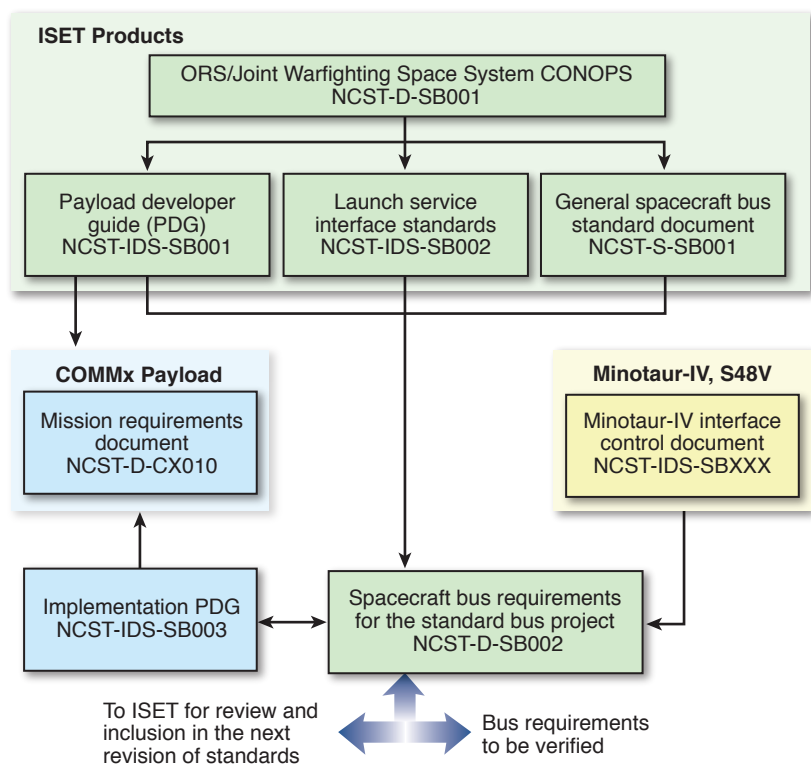 ISET Products
ORS/Joint Warfighting Space System CONOPS
NCST-D-SB001
Payload developer
guide (PDG)
NCST-IDS-SB001
Launch service
interface standards
NCST-IDS-SB002
General spacecraft bus
standard document
NCST-S-SB001
COMMx Payload
Mission requirements
document
NCST-D-CX010
Minotaur-IV, S48V
Minotaur-IV interface
control document
NCST-IDS-SBXXX
Implementation PDG
NCST-IDS-SB003
Spacecraft bus requirements
for the standard bus project
NCST-D-SB002
To ISET for review and
inclusion in the next
revision of standards
Bus requirements
to be verified